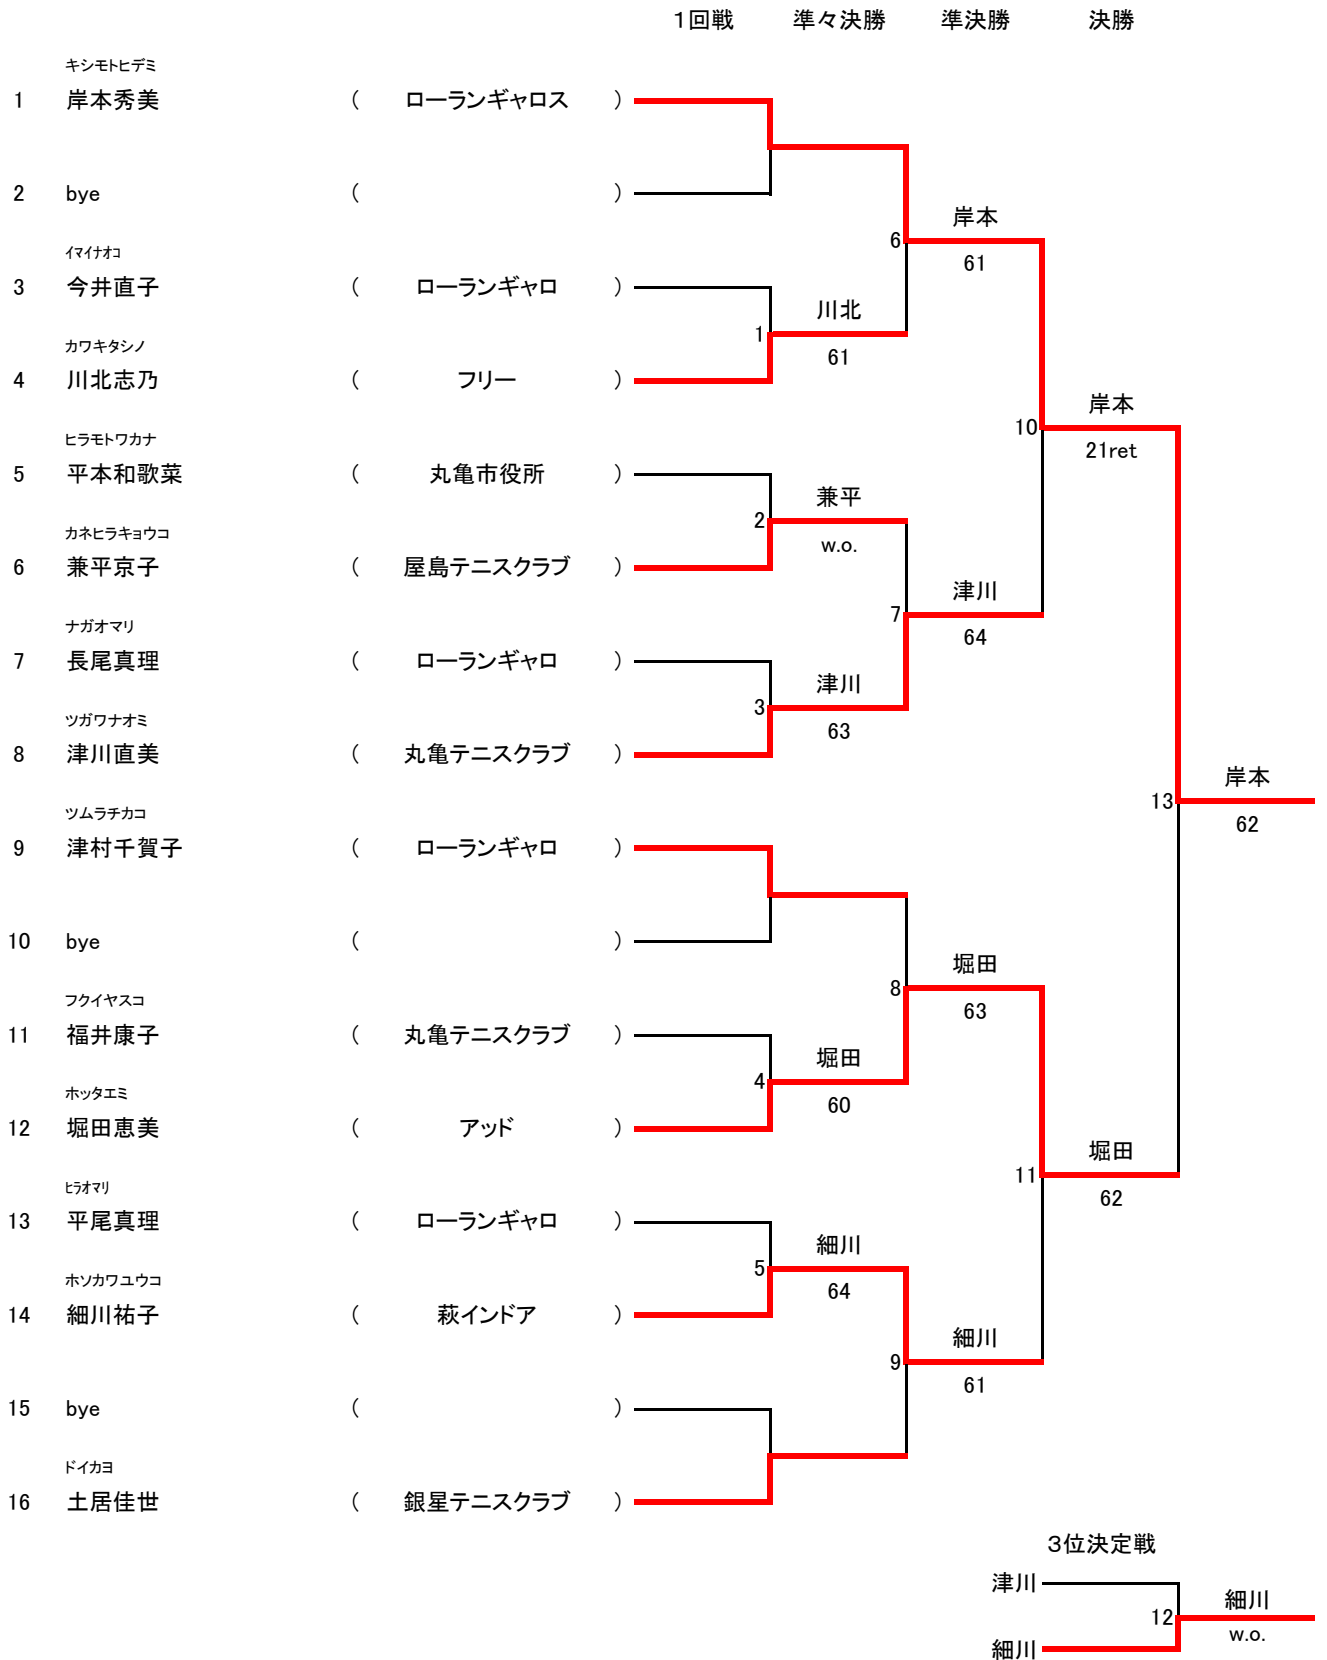 １回戦 準々決勝 準決勝 決勝
キシモトヒデミ
1 岸本秀美 ( ローランギャロス )
2 bye ( )
岸本
6
61
イマイナオコ
3 今井直子 ( ローランギャロ )
川北
1
61
カワキタシノ
4 川北志乃 ( フリー )
岸本
10
21ret
ヒラモトワカナ
5 平本和歌菜 ( 丸亀市役所 )
兼平
2
w.o.
カネヒラキョウコ
6 兼平京子 ( 屋島テニスクラブ )
津川
7
64
ナガオマリ
7 長尾真理 ( ローランギャロ )
津川
3
63
ツガワナオミ
8 津川直美 ( 丸亀テニスクラブ )
岸本
13
62
ツムラチカコ
9 津村千賀子 ( ローランギャロ )
10 bye ( )
堀田
8
63
フクイヤスコ
11 福井康子 ( 丸亀テニスクラブ )
堀田
4
60
ホッタエミ
12 堀田恵美 ( アッド )
堀田
11
62
ヒラオマリ
13 平尾真理 ( ローランギャロ )
細川
5
64
ホソカワユウコ
14 細川祐子 ( 萩インドア )
細川
9
61
15 bye ( )
ドイカヨ
16 土居佳世 ( 銀星テニスクラブ )
３位決定戦
津川
細川
12
w.o.
細川